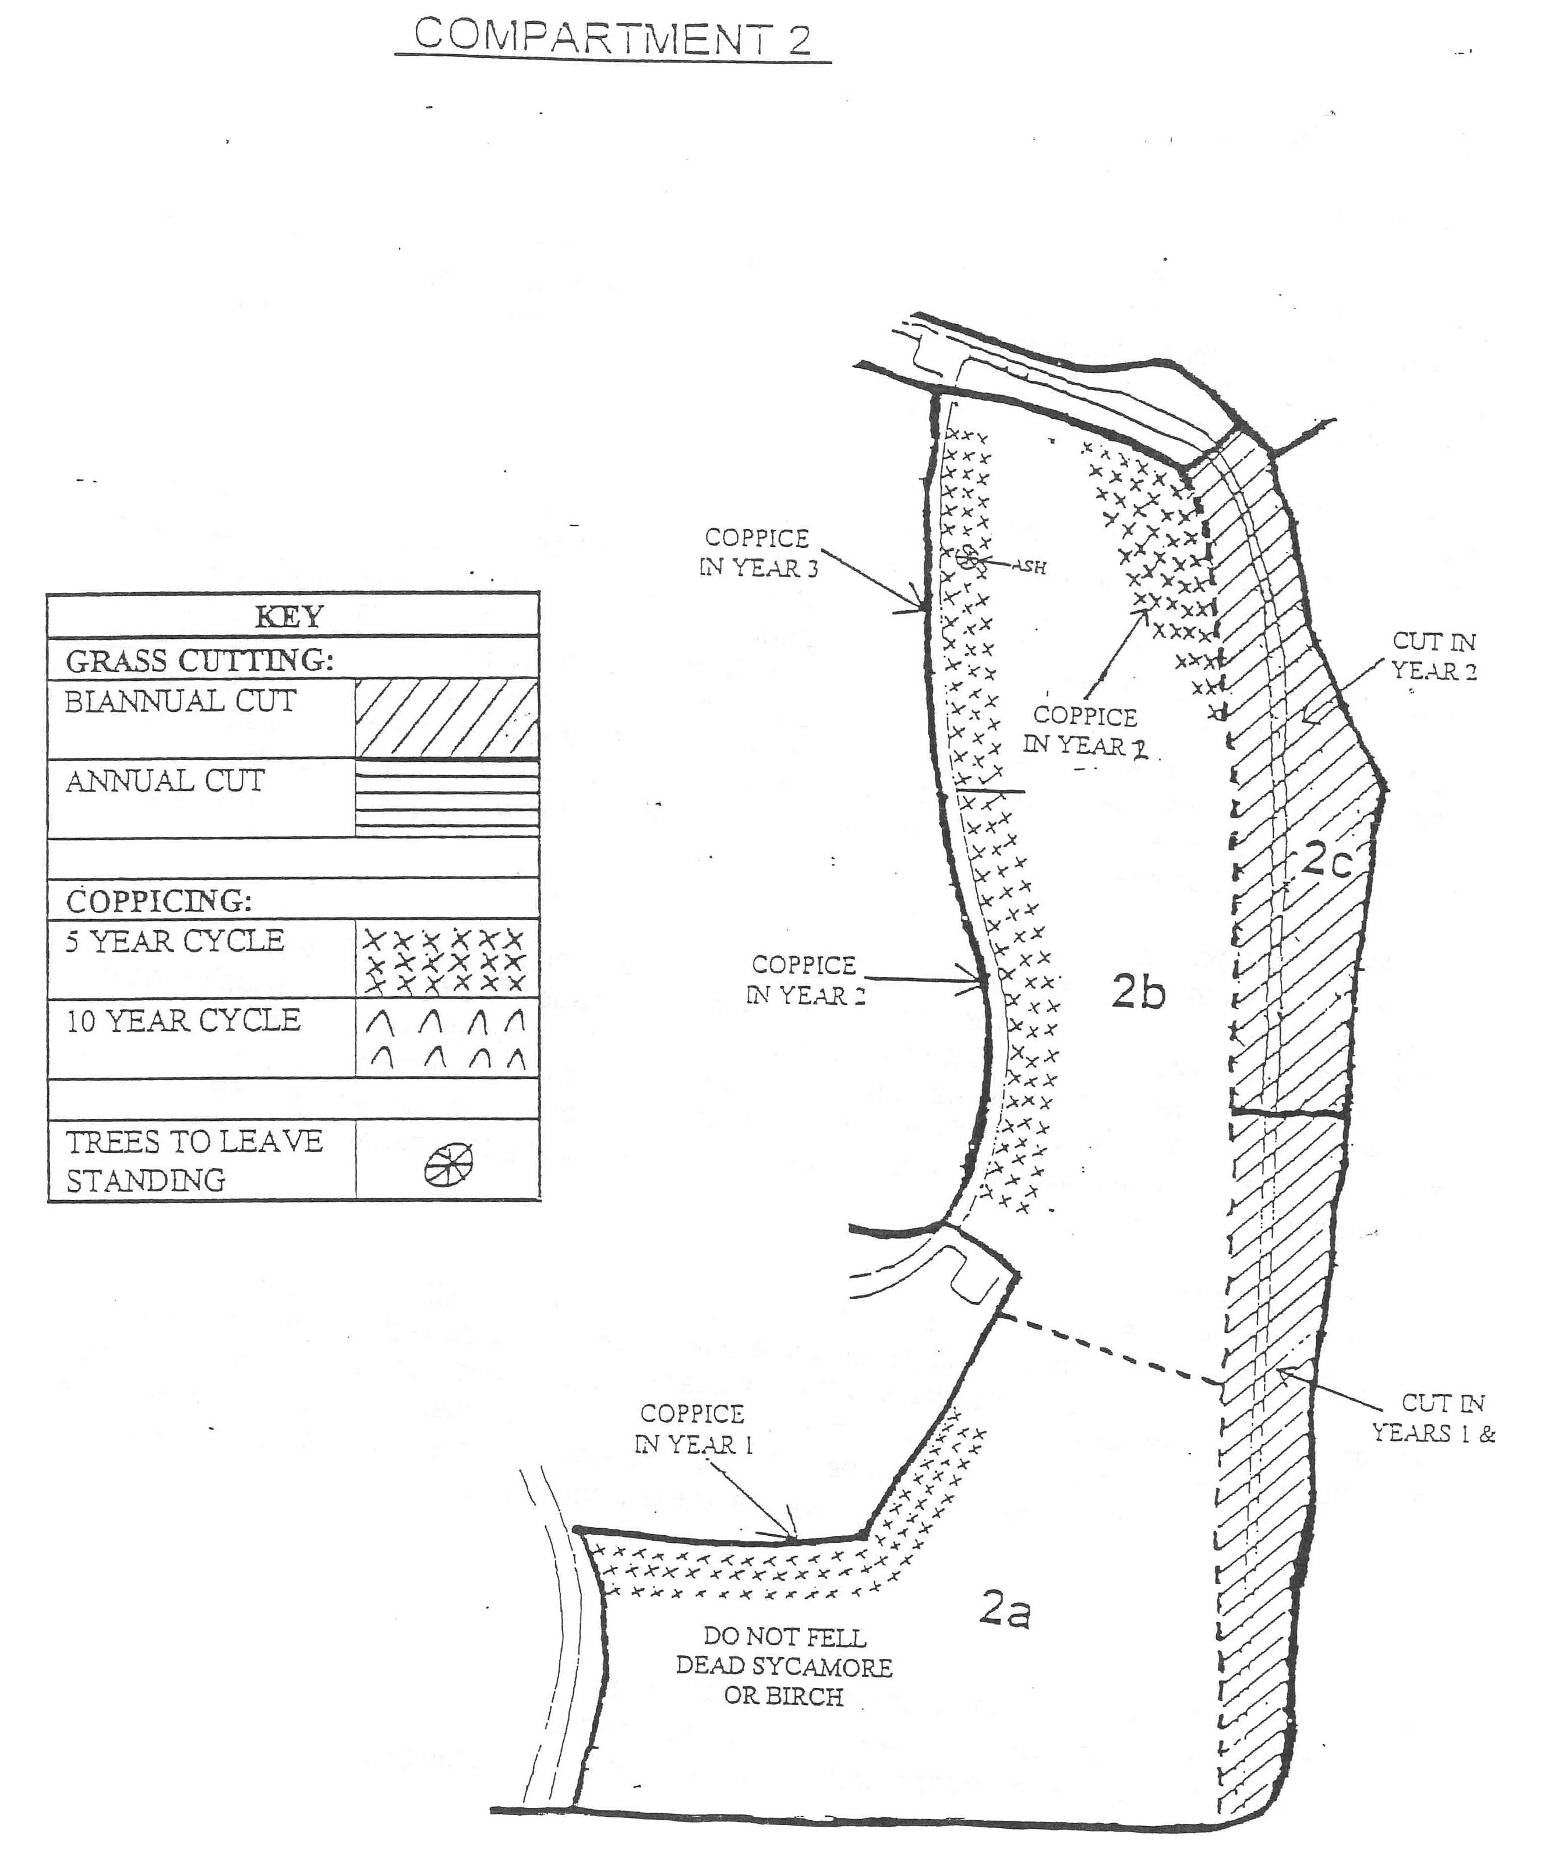 COMPARTMENT 2
COPPICE
IN YEAR 3
ASH
KEY
GRASS CUTTING:
BIANNUAL CUT
ANNUAL CUT
COPPICING:
5 YEAR CYCLE
10 YEAR CYCLE
TREES TO LEAVE
STANDING
CUT IN
YEAR 2
COPPICE
IN YEAR
2c
COPPICE
IN YEAR 2
2b
CUT IN
YEARS 1 &
COPPICE
IN YEAR 1
2a
DO NOT FELL
DEAD SYCAMORE
OR BIRCH